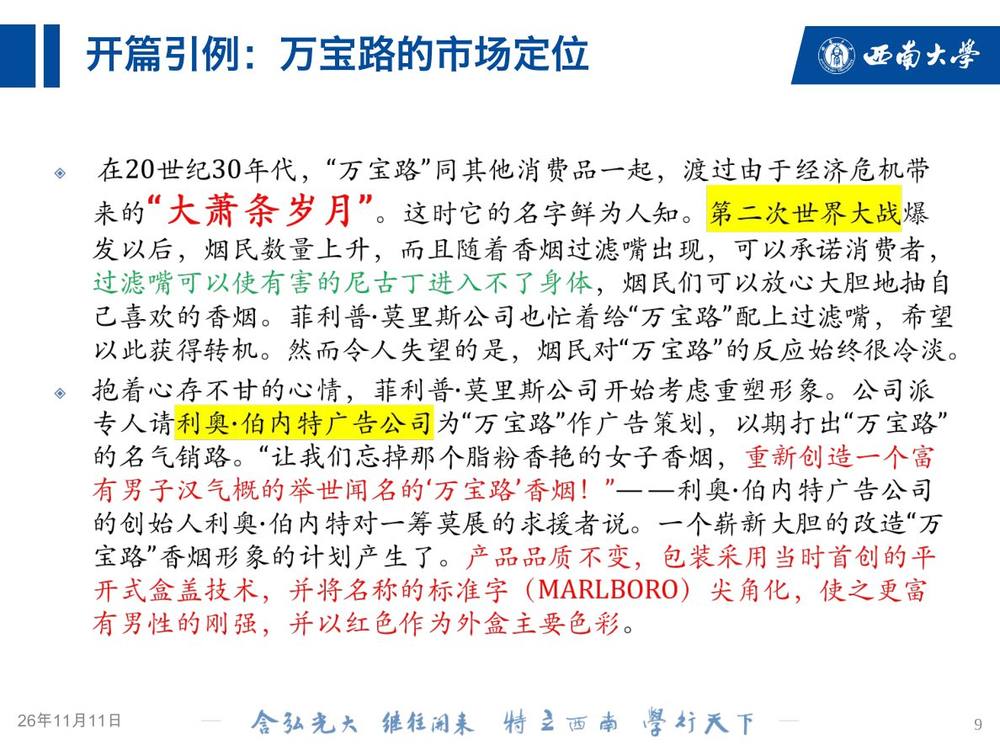 开篇引例：万宝路的市场定位
西南大学
在20世纪30年代，“万宝路”同其他消费品一起，渡过由于经济危机带
来的“大萧条岁月”。这时它的名字鲜为人知。第二次世界大战爆
发以后，烟民数量上升，而且随着香烟过滤嘴出现，可以承诺消费者，
过滤嘴可以使有害的尼古丁进入不了身体，烟民们可以放心大胆地抽自
己喜欢的香烟。菲利普·莫里斯公司也忙着给“万宝路”配上过滤嘴，希望
以此获得转机。然而令人失望的是，烟民对“万宝路”的反应始终很冷淡。
抱着心存不甘的心情，菲利普·莫里斯公司开始考虑重塑形象。公司派
专人请利奥·伯内特广告公司为“万宝路”作广告策划，以期打出“万宝路”
的名气销路。“让我们忘掉那个脂粉香艳的女子香烟，重新创造一个富
有男子汉气概的举世闻名的‘万宝路’香烟！”——利奥·伯内特广告公司
的创始人利奥·伯内特对一筹莫展的求援者说。一个崭新大胆的改造“万
宝路”香烟形象的计划产生了。产品品质不变，包装采用当时首创的平
开式盒盖技术，并将名称的标准字（MARLBORO）尖角化，使之更富
有男性的刚强，并以红色作为外盒主要色彩。
26年11月11日
含弘光大 继往开来 特立西南 学行天下
9